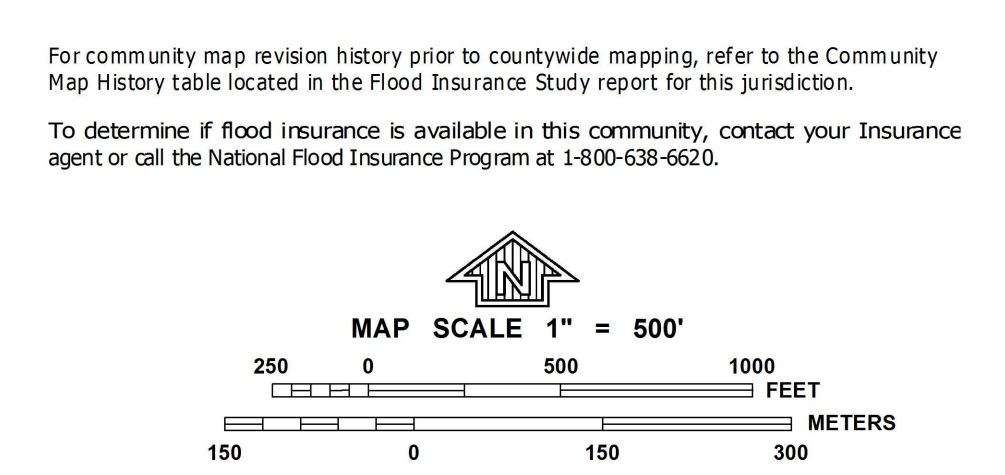 For community map revision history prior to countywide mapping, refer to the Community
Map History table located in the Flood Insurance Study report for this jurisdiction.
To determine if flood insurance is available in this community, contact your Insurance
agent or call the National Flood Insurance Program at 1-800-638-6620.
N
MAP SCALE 1" = 500'
250 0 500 1000
FEET
METERS
150 0 150 300